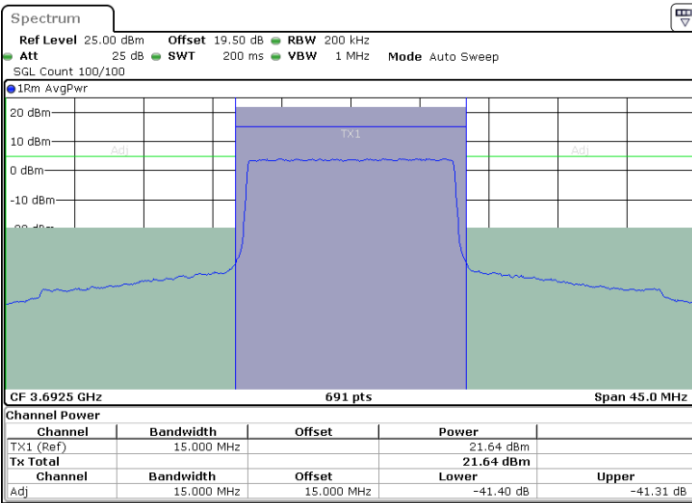 Spectrum
Ref Level 25.00 dBm Offset 19.50 dB RBW 200 kHz
Att 25 dB SWT 200 ms VBW 1 MHz Mode Auto Sweep
SGL Count 100/100
1Rm AvgPwr
20 dBm
TX1
10 dBm
Adj Adj
0 dBm
-10 dBm
CF 3.6925 GHz 691 pts Span 45.0 MHz
Channel Power
Channel Bandwidth Offset Power
TX1 (Ref) 15.000 MHz 21.64 dBm
Tx Total 21.64 dBm
Channel Bandwidth Offset Lower Upper
Adj 15.000 MHz 15.000 MHz -41.40 dB -41.31 dB